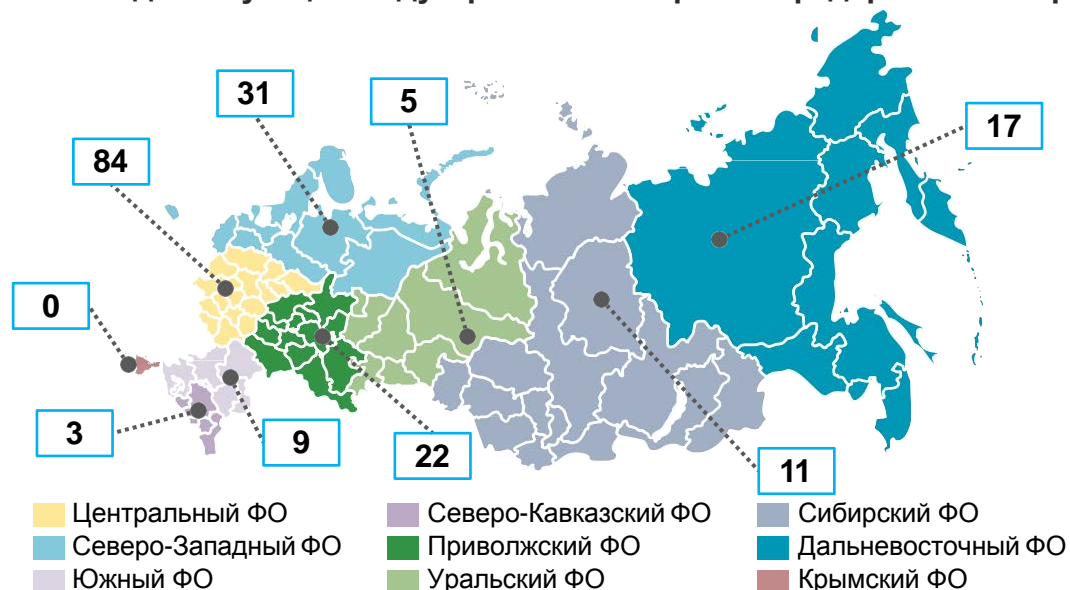 31
5
17
84
0
3
9
22
11
Центральный ФО
Северо-Кавказский ФО
Сибирский ФО
Северо-Западный ФО
Приволжский ФО
Дальневосточный ФО
Южный ФО
Уральский ФО
Крымский ФО